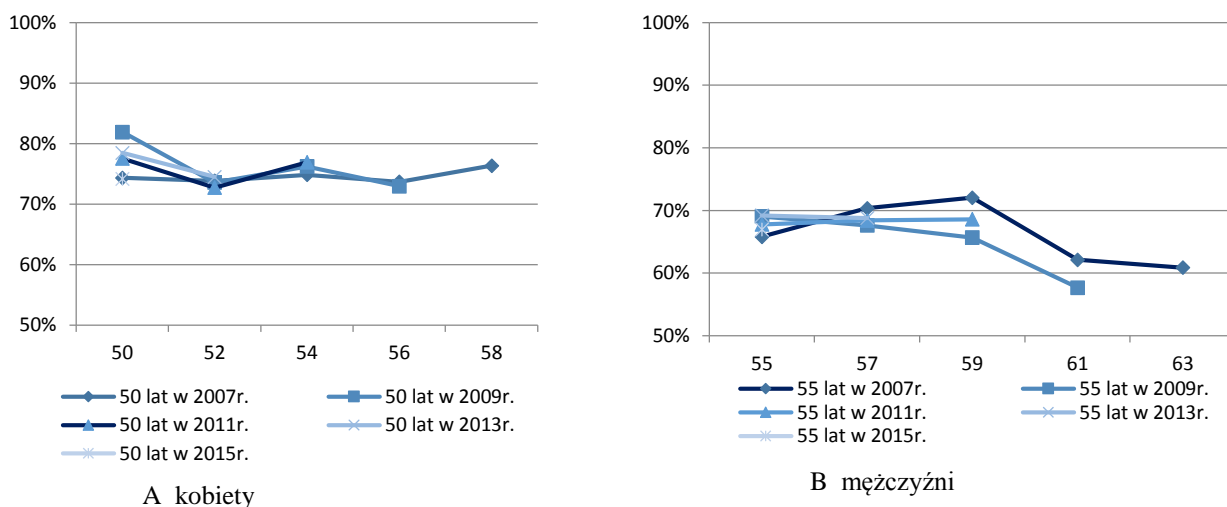 100%
90%
80%
70%
60%
50%
50 52 54 56 58
50 lat w 2007r. 50 lat w 2009r.
50 lat w 2011r. 50 lat w 2013r.
50 lat w 2015r.
A kobiety
100%
90%
80%
70%
60%
50%
55 57 59 61 63
55 lat w 2007r. 55 lat w 2009r.
55 lat w 2011r. 55 lat w 2013r.
55 lat w 2015r.
B mężczyźni